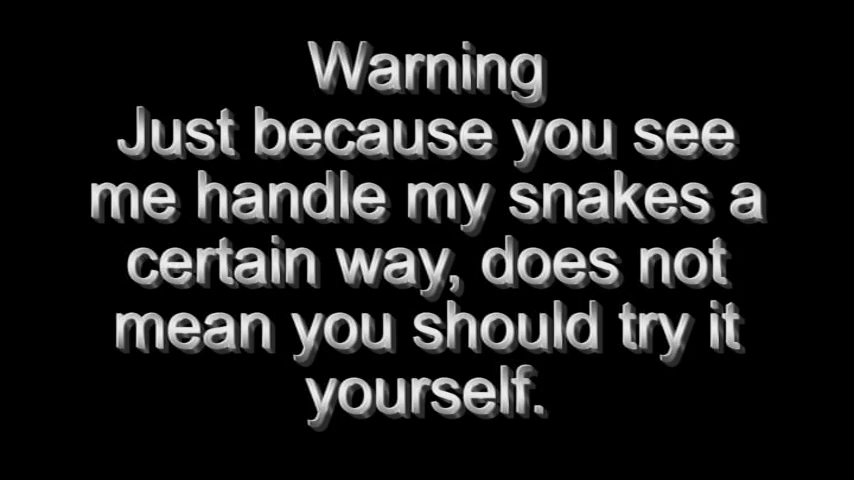 Warning
Just because you see
me handle my snakes a
certain way, does not
mean you should try it
yourself.